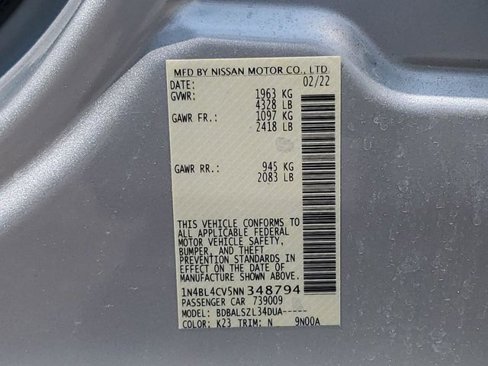 MFD BY NISSAN MOTOR CO., LTD.
DATE: 02/22
GVWR: 1963 KG
4328 LB
GAWR FR.: 1097 KG
2418 LB
GAWR RR.: 945 KG
2083 LB
THIS VEHICLE CONFORMS TO
ALL APPLICABLE FEDERAL
MOTOR VEHICLE SAFETY,
BUMPER, AND THEFT
PREVENTION STANDARDS IN
EFFECT ON THE DATE OF
MANUFACTURE SHOWN ABOVE.
1N4BL4CV5NN348794
PASSENGER CAR 739009
MODEL: BDBALSZL34DUA-----
COLOR: K23 TRIM: N 9N00A